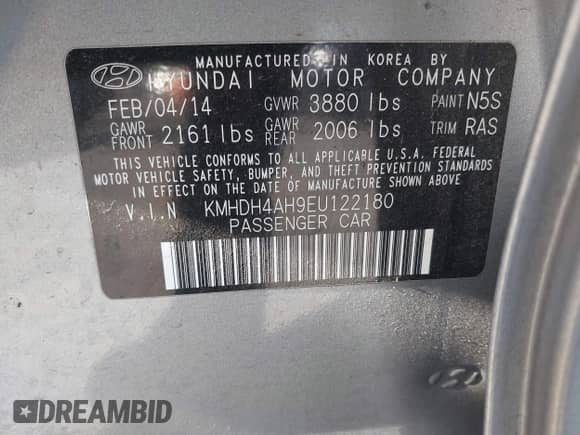 MANUFACTURED IN KOREA BY
HYUNDAI MOTOR COMPANY
FEB/04/14 GVWR 3880 lbs PAINT N5S
GAWR FRONT 2161 lbs GAWR REAR 2006 lbs TRIM RAS
THIS VEHICLE CONFORMS TO ALL APPLICABLE U.S.A. FEDERAL
MOTOR VEHICLE SAFETY, BUMPER, AND THEFT PREVENTION STANDARDS
IN EFFECT ON THE DATE OF MANUFACTURE SHOWN ABOVE.
V.I.N KMHDH4AH9EU122180
PASSENGER CAR
DREAMBID